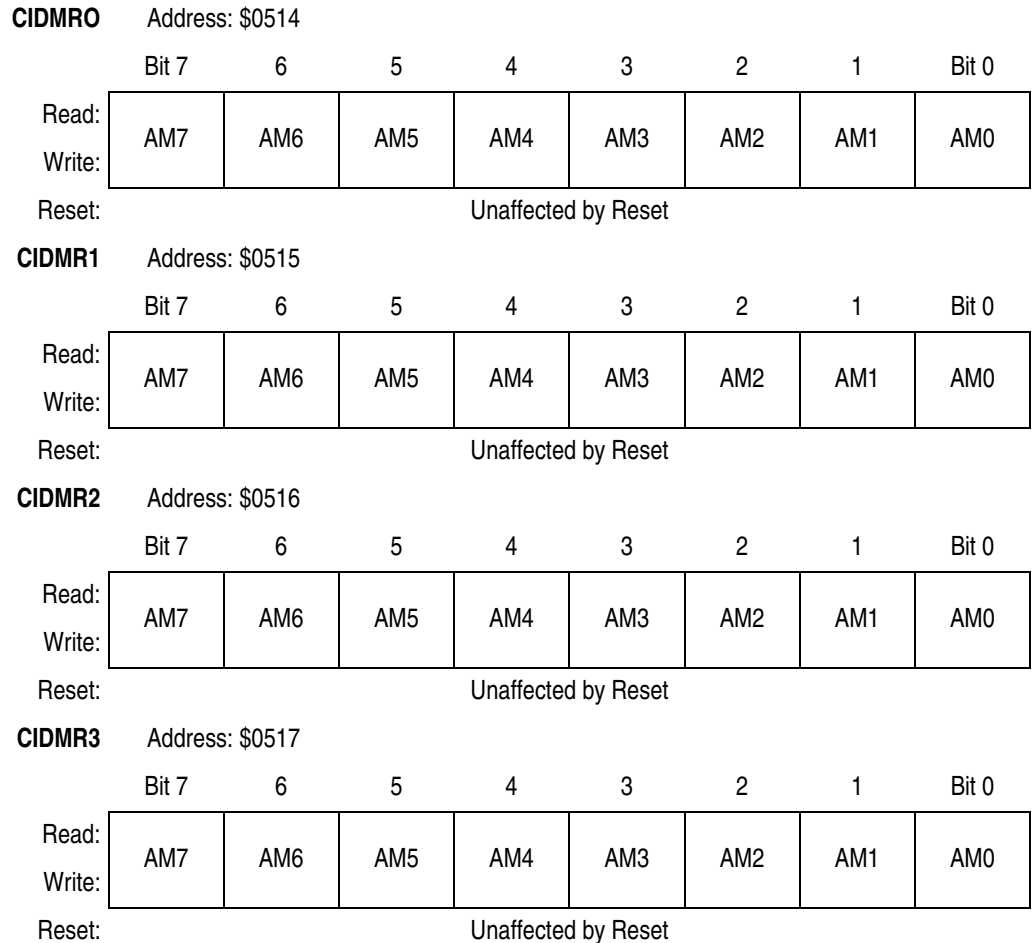 CIDMRO Address: $0514
Bit 7 6 5 4 3 2 1 Bit 0
Read:
AM7 AM6 AM5 AM4 AM3 AM2 AM1 AM0
Write:
Reset: Unaffected by Reset
CIDMR1 Address: $0515
Bit 7 6 5 4 3 2 1 Bit 0
Read:
AM7 AM6 AM5 AM4 AM3 AM2 AM1 AM0
Write:
Reset: Unaffected by Reset
CIDMR2 Address: $0516
Bit 7 6 5 4 3 2 1 Bit 0
Read:
AM7 AM6 AM5 AM4 AM3 AM2 AM1 AM0
Write:
Reset: Unaffected by Reset
CIDMR3 Address: $0517
Bit 7 6 5 4 3 2 1 Bit 0
Read:
AM7 AM6 AM5 AM4 AM3 AM2 AM1 AM0
Write:
Reset: Unaffected by Reset